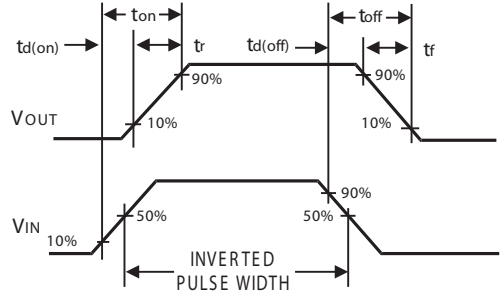 ton
toff
td(on)
tr
td(off)
tf
90%
90%
VOUT
10%
10%
90%
VIN
50%
50%
10%
INVERTED
PULSE WIDTH